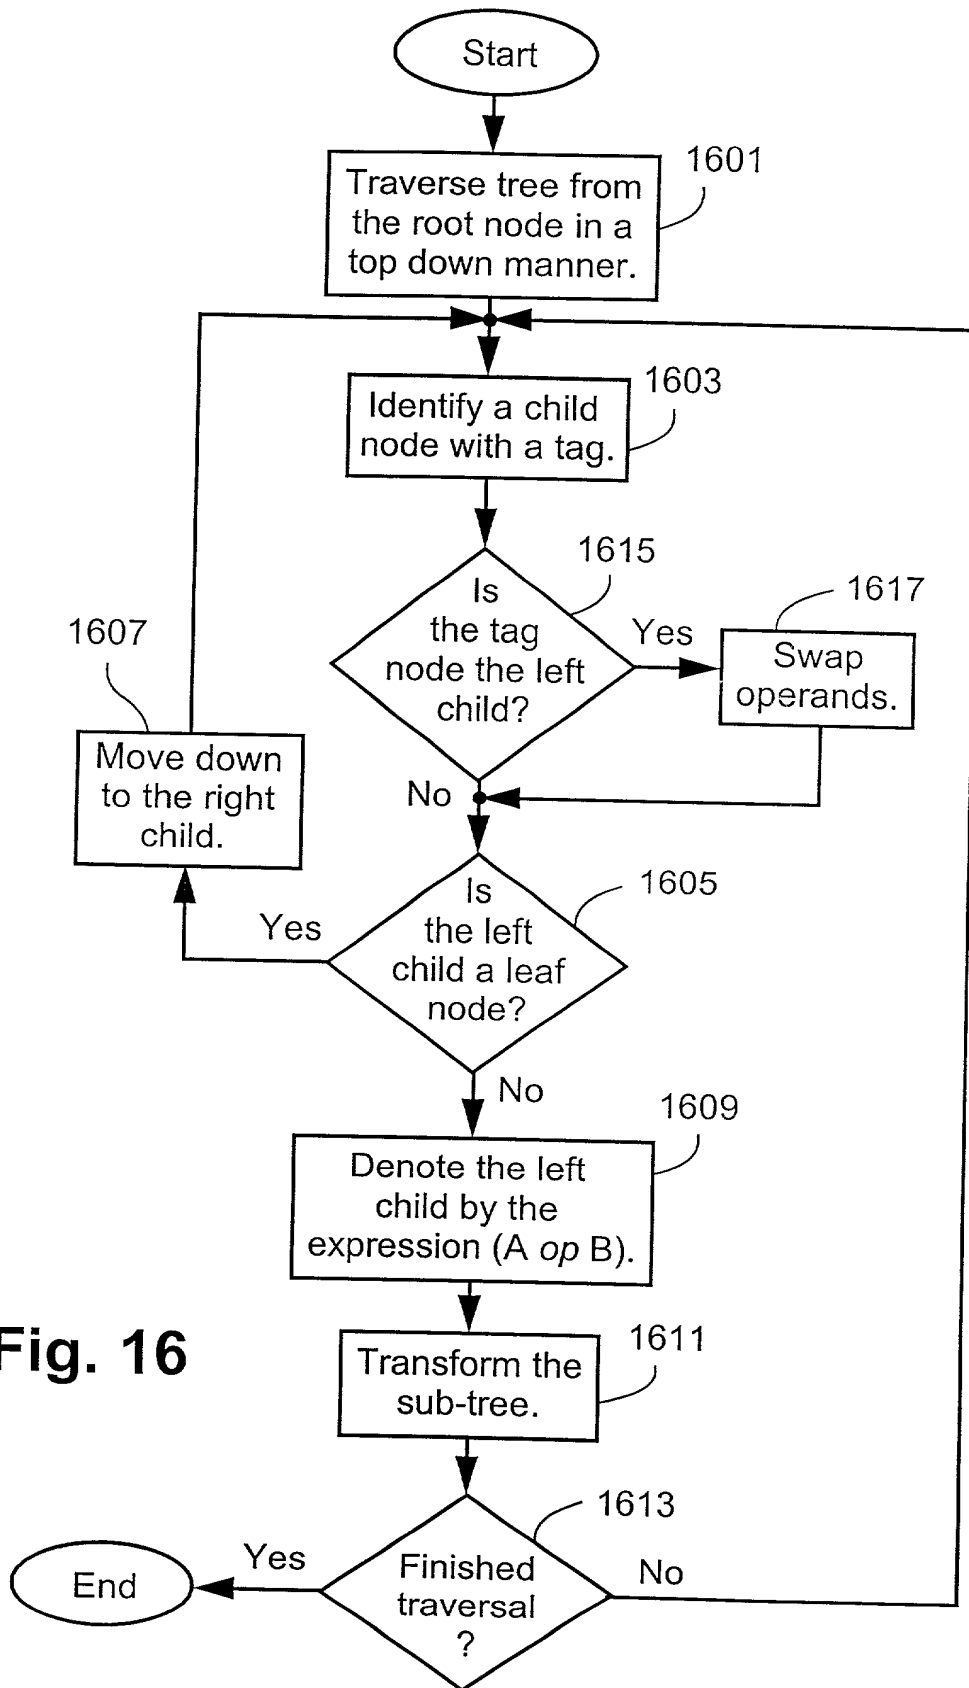 Start
1601
Traverse tree from
the root node in a
top down manner.
1603
Identify a child
node with a tag.
1615
Is
the tag
node the left
child?
Yes
1617
Swap
operands.
1607
Move down
to the right
child.
No
1605
Is
the left
child a leaf
node?
Yes
No
1609
Denote the left
child by the
expression (A op B).
Fig. 16
1611
Transform the
sub-tree.
1613
Finished
traversal
?
Yes
No
End